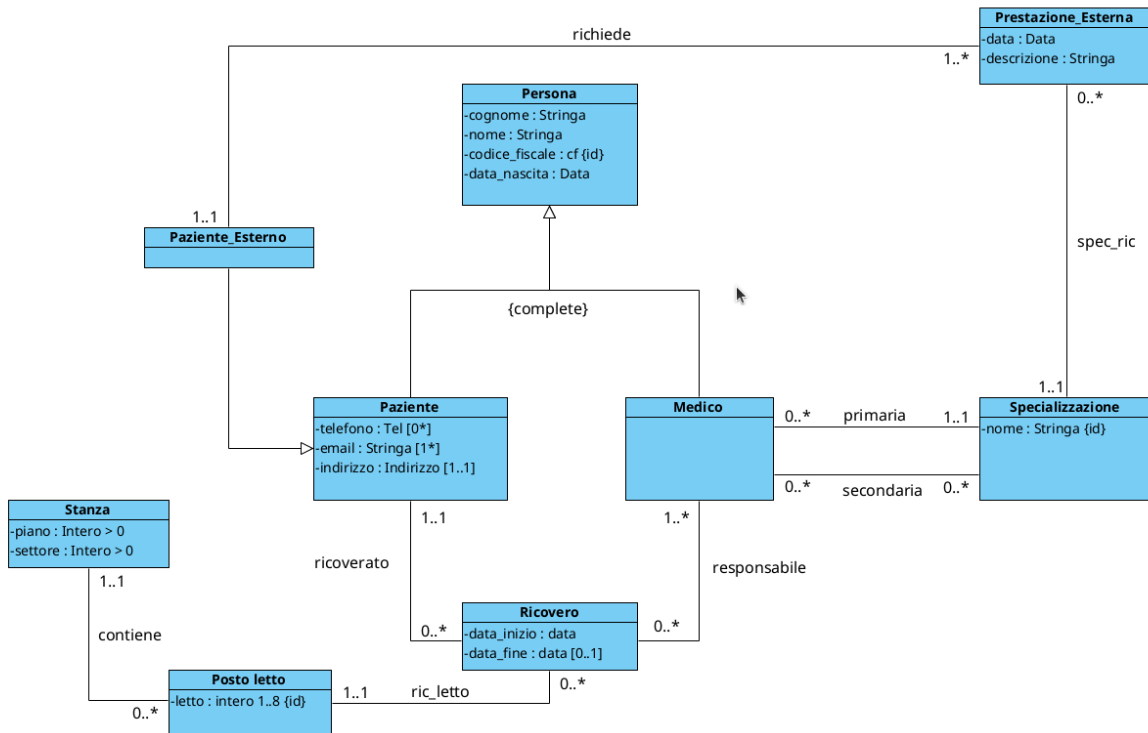 Prestazione_Esterna
-data : Data
-descrizione : Stringa
richiede
1..*
0..*
Persona
-cognome : Stringa
-nome : Stringa
-codice_fiscale : cf {id}
-data_nascita : Data
1..1
Paziente_Esterno
spec_ric
{complete}
1..1
Paziente
-telefono : Tel [0*]
-email : Stringa [1*]
-indirizzo : Indirizzo [1..1]
Medico
0..*
primaria
1..1
Specializzazione
-nome : Stringa {id}
0..*
secondaria
0..*
Stanza
-piano : Intero > 0
-settore : Intero > 0
1..1
1..*
ricoverato
responsabile
1..1
contiene
Ricovero
-data_inizio : data
-data_fine : data [0..1]
0..*
0..*
Posto letto
-letto : intero 1..8 {id}
0..*
1..1
ric_letto
0..*